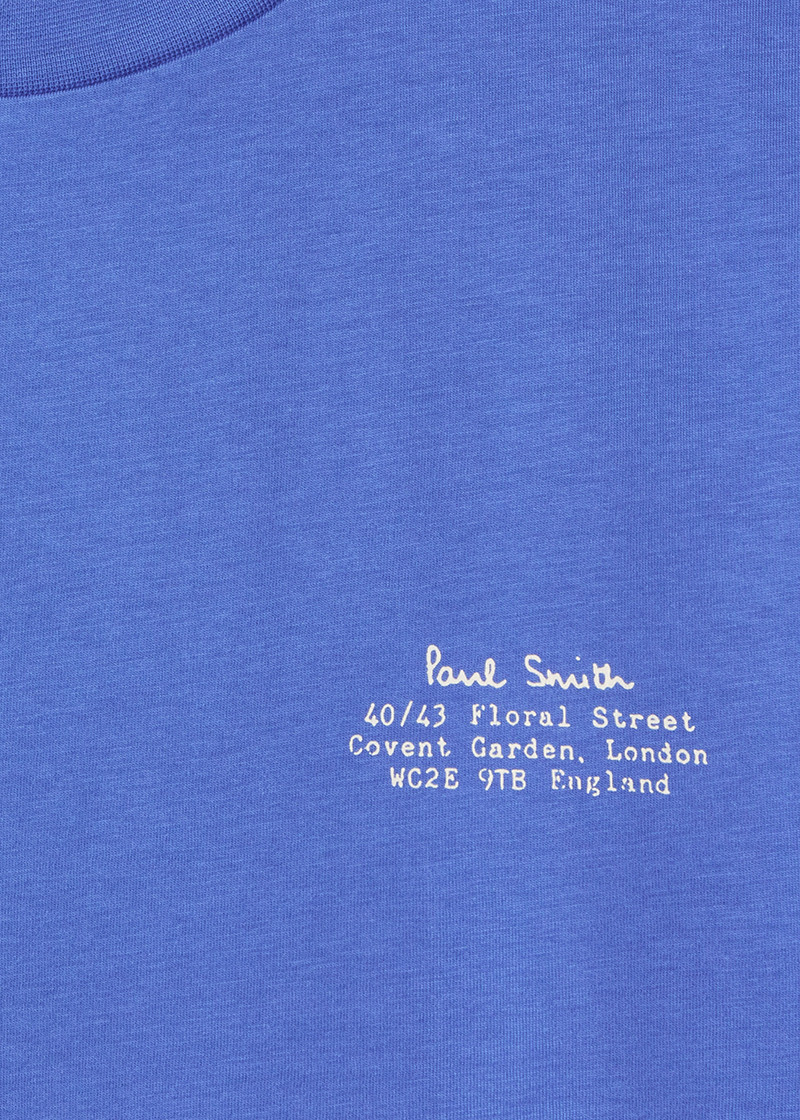 Paul Smith
40/43 Floral Street
Covent Garden, London
WC2E 9TB England